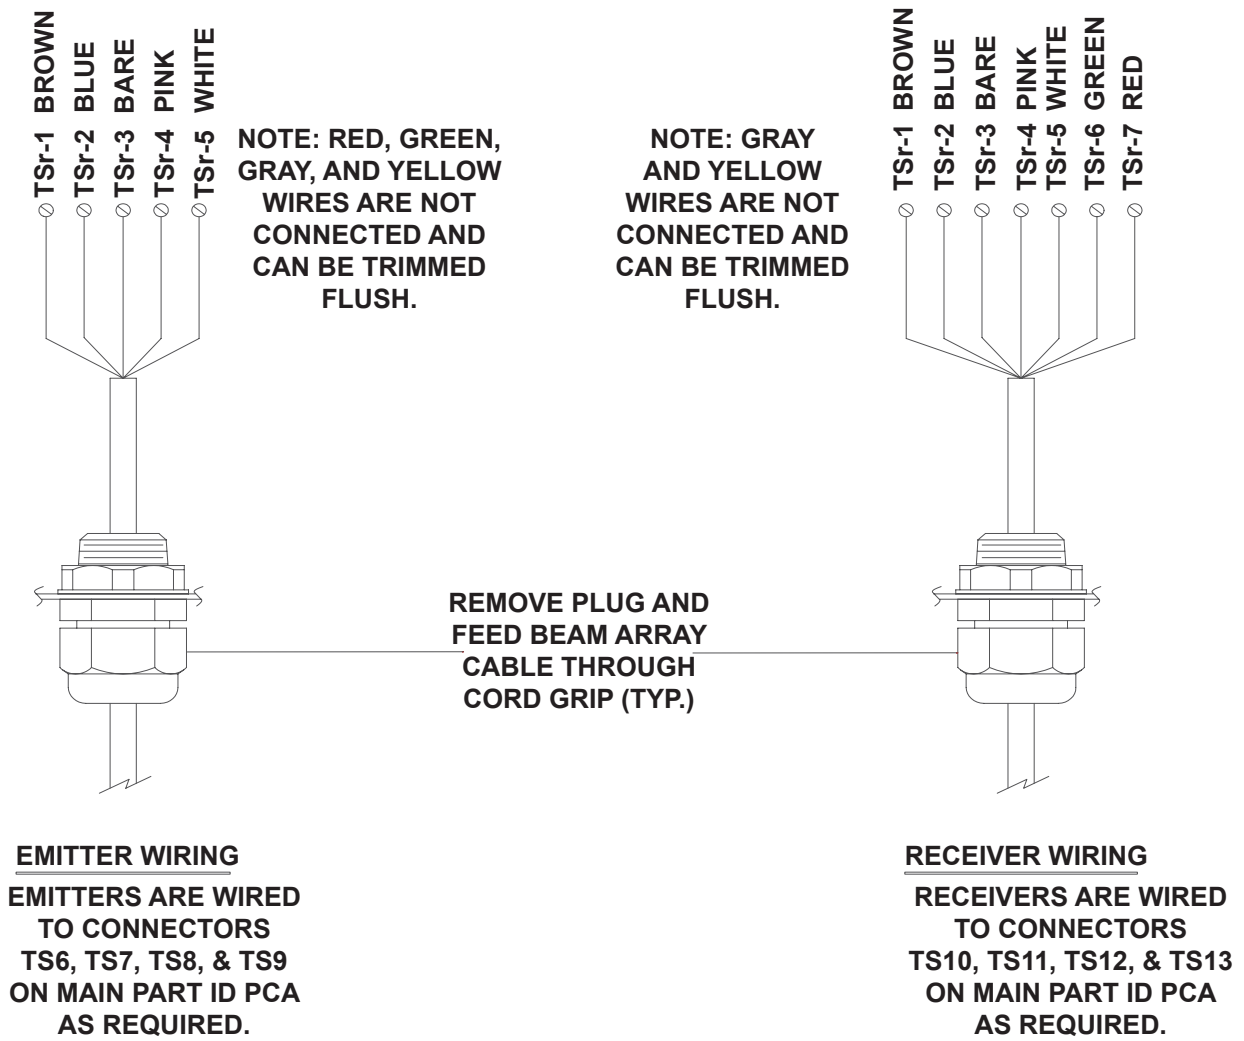 TSr-1 BROWN
TSr-2 BLUE
TSr-3 BARE
TSr-4 PINK
TSr-5 WHITE
NOTE: RED, GREEN,
GRAY, AND YELLOW
WIRES ARE NOT
CONNECTED AND
CAN BE TRIMMED
FLUSH.
NOTE: GRAY
AND YELLOW
WIRES ARE NOT
CONNECTED AND
CAN BE TRIMMED
FLUSH.
TSr-1 BROWN
TSr-2 BLUE
TSr-3 BARE
TSr-4 PINK
TSr-5 WHITE
TSr-6 GREEN
TSr-7 RED
REMOVE PLUG AND
FEED BEAM ARRAY
CABLE THROUGH
CORD GRIP (TYP.)
EMITTER WIRING
EMITTERS ARE WIRED
TO CONNECTORS
TS6, TS7, TS8, & TS9
ON MAIN PART ID PCA
AS REQUIRED.
RECEIVER WIRING
RECEIVERS ARE WIRED
TO CONNECTORS
TS10, TS11, TS12, & TS13
ON MAIN PART ID PCA
AS REQUIRED.